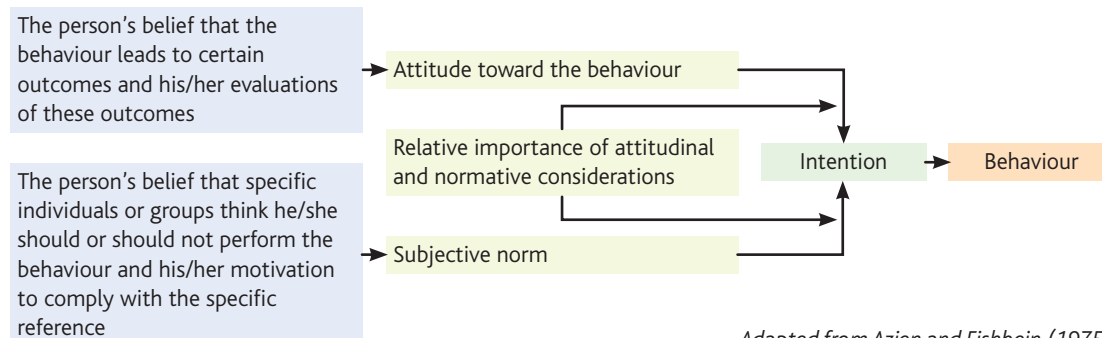 The person's belief that the
behaviour leads to certain
outcomes and his/her evaluations
of these outcomes
Attitude toward the behaviour
Relative importance of attitudinal
and normative considerations
Intention
Behaviour
The person's belief that specific
individuals or groups think he/she
should or should not perform the
behaviour and his/her motivation
to comply with the specific
reference
Subjective norm
Adapted from Azjen and Fishbein (1975